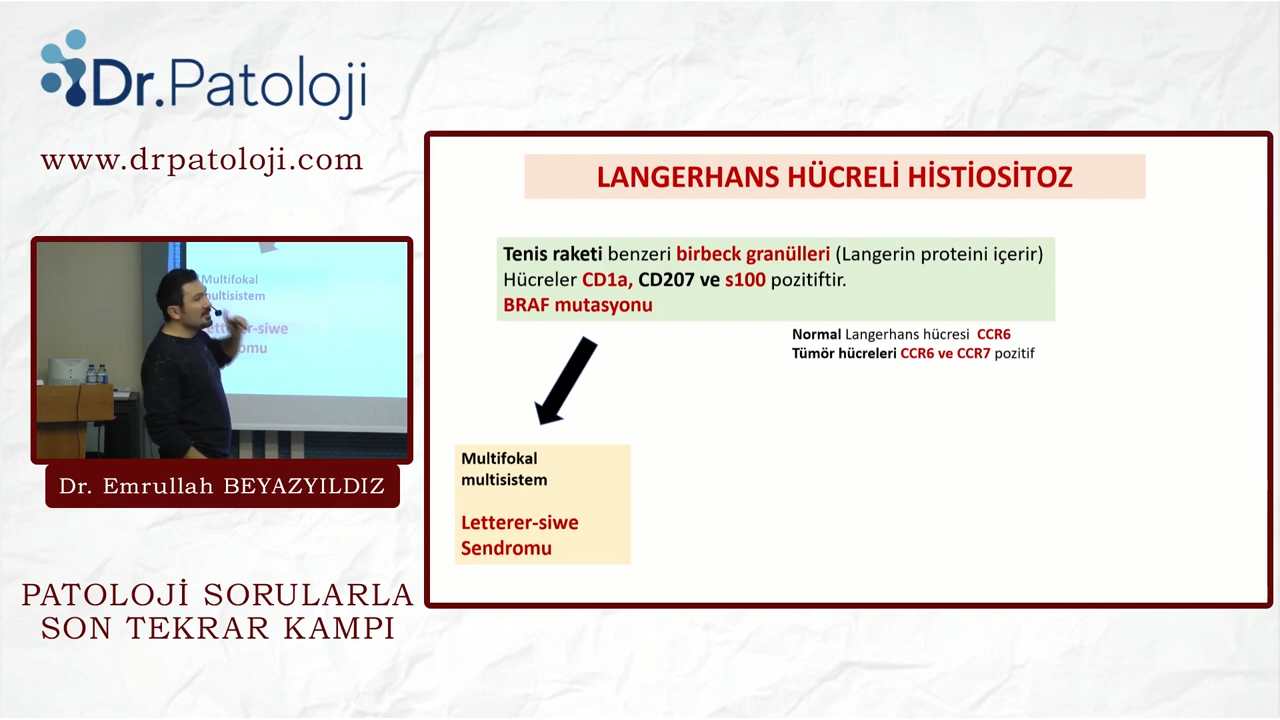 Dr.Patoloji
www.drpatoloji.com
LANGERHANS HÜCRELİ HİSTİOSİTOZ
Tenis raketi benzeri birbeck granülleri (Langerin proteini içerir)
Hücreler CD1a, CD207 ve s100 pozitiftir.
BRAF mutasyonu
Normal Langerhans hücresi CCR6
Tümör hücreleri CCR6 ve CCR7 pozitif
Multifokal
multisistem
Letterer-siwe
Sendromu
Multifokal
multisistem
Dr. Emrullah BEYAZYILDIZ
PATOLOJİ SORULARLA
SON TEKRAR KAMPI